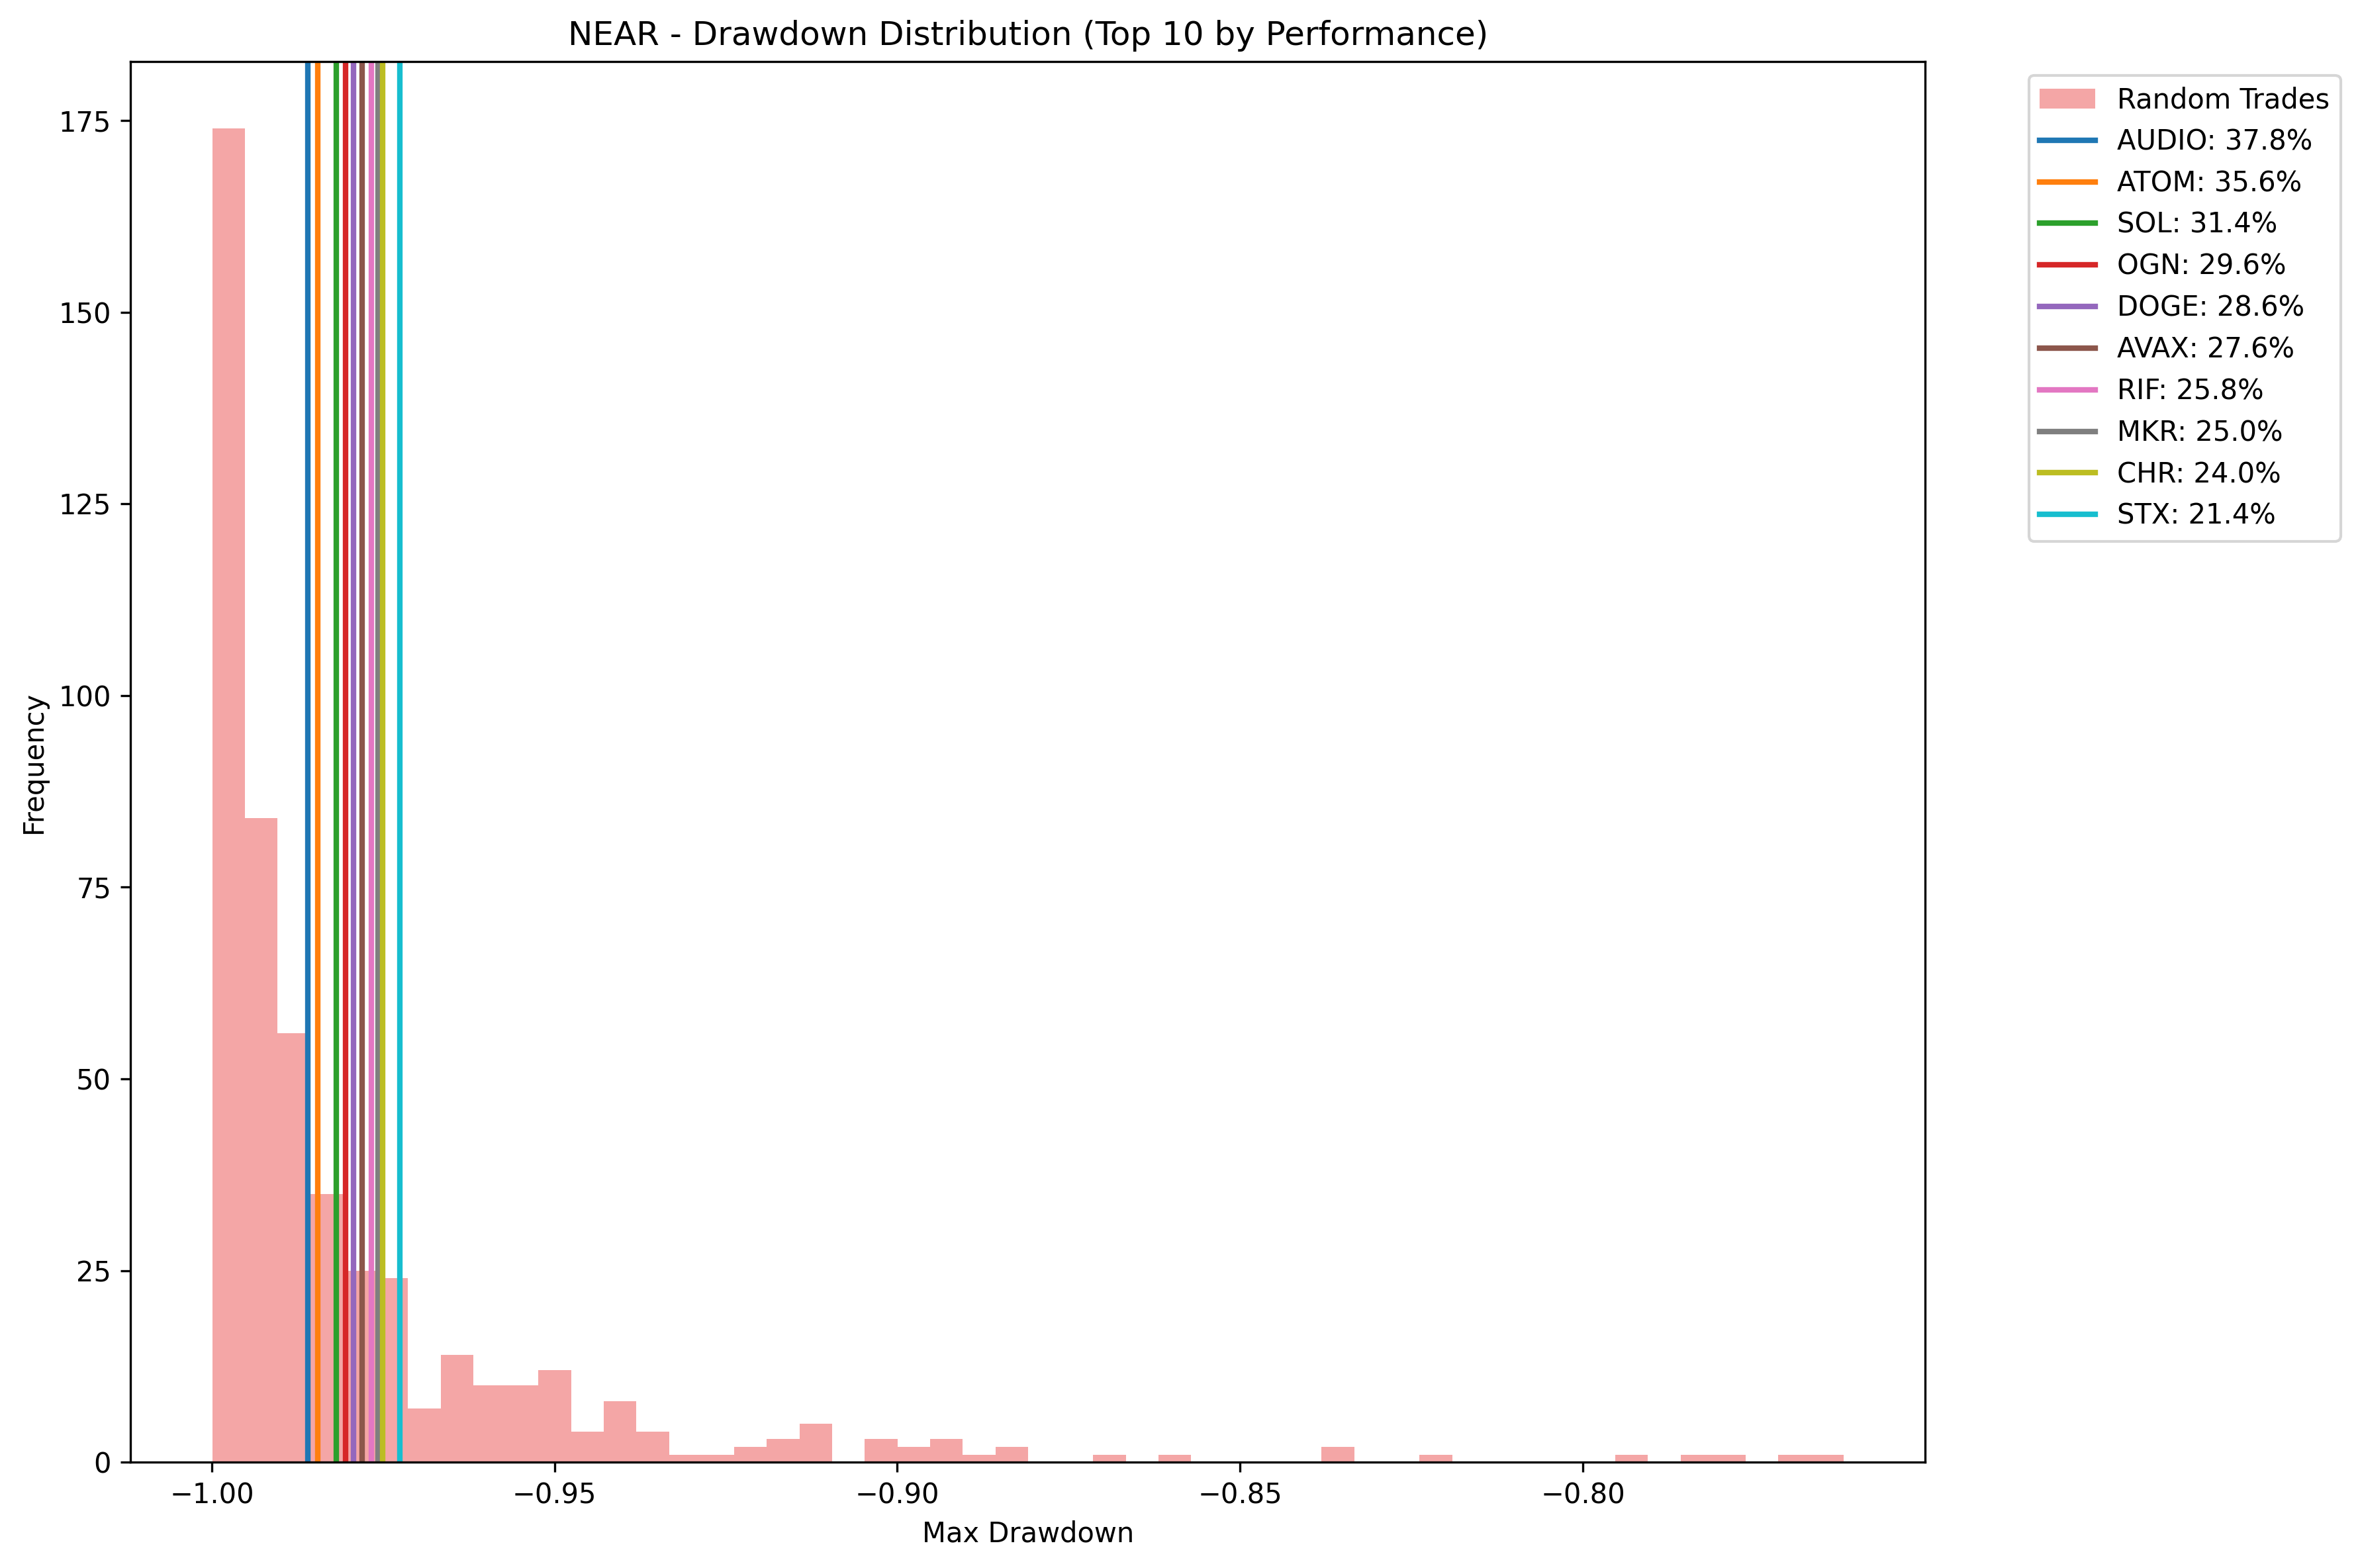 NEAR - Drawdown Distribution (Top 10 by Performance)
Frequency
175
150
125
100
75
50
25
0
−1.00
−0.95
−0.90
−0.85
−0.80
Max Drawdown
Random Trades
AUDIO: 37.8%
ATOM: 35.6%
SOL: 31.4%
OGN: 29.6%
DOGE: 28.6%
AVAX: 27.6%
RIF: 25.8%
MKR: 25.0%
CHR: 24.0%
STX: 21.4%